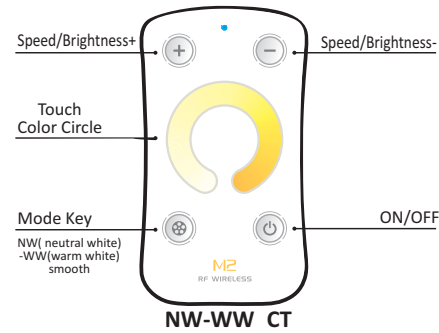 Speed/Brightness+
Speed/Brightness-
Touch
Color Circle
Mode Key
NW( neutral white)
-WW(warm white)
smooth
ON/OFF
M2
RF WIRELESS
NW-WW CT